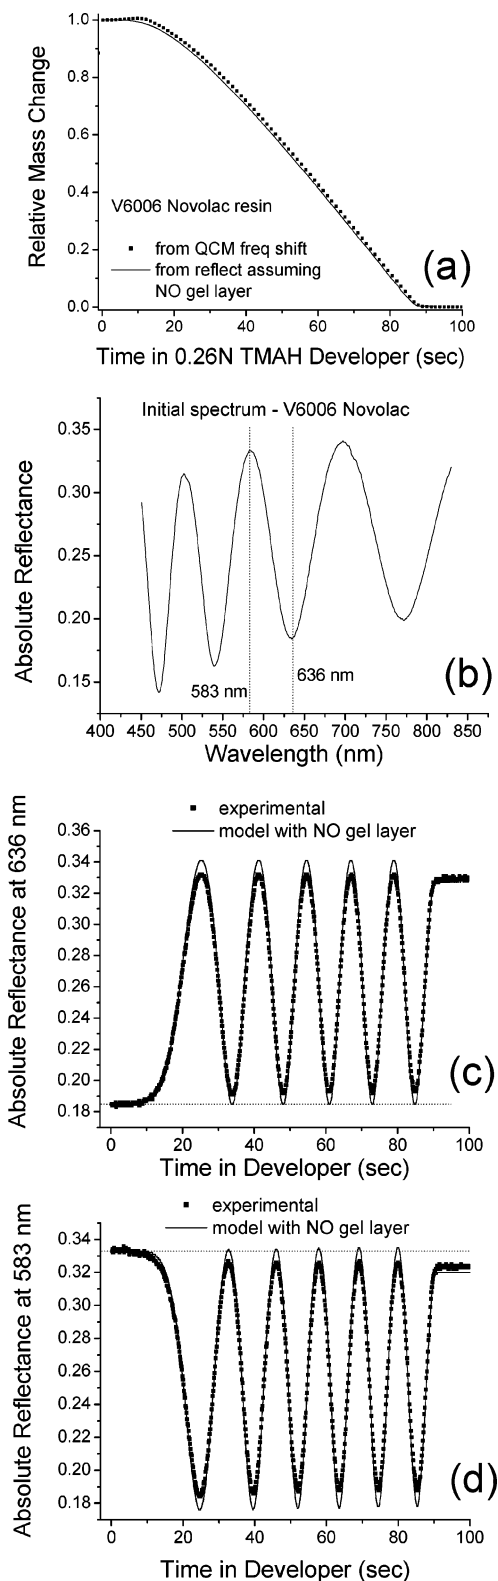 Relative Mass Change
1.0
0.8
0.6
0.4
0.2
0.0
V6006 Novolac resin
from QCM freq shift
from reflect assuming
NO gel layer
(a)
0 20 40 60 80 100
Time in 0.26N TMAH Developer (sec)
Absolute Reflectance
Initial spectrum - V6006 Novolac
0.35
0.30
0.25
0.20
0.15
583 nm
636 nm
(b)
400 450 500 550 600 650 700 750 800 850
Wavelength (nm)
experimental
model with NO gel layer
Absolute Reflectance at 636 nm
0.36
0.34
0.32
0.30
0.28
0.26
0.24
0.22
0.20
0.18
(c)
0 20 40 60 80 100
Time in Developer (sec)
experimental
model with NO gel layer
Absolute Reflectance at 583 nm
0.34
0.32
0.30
0.28
0.26
0.24
0.22
0.20
0.18
(d)
0 20 40 60 80 100
Time in Developer (sec)